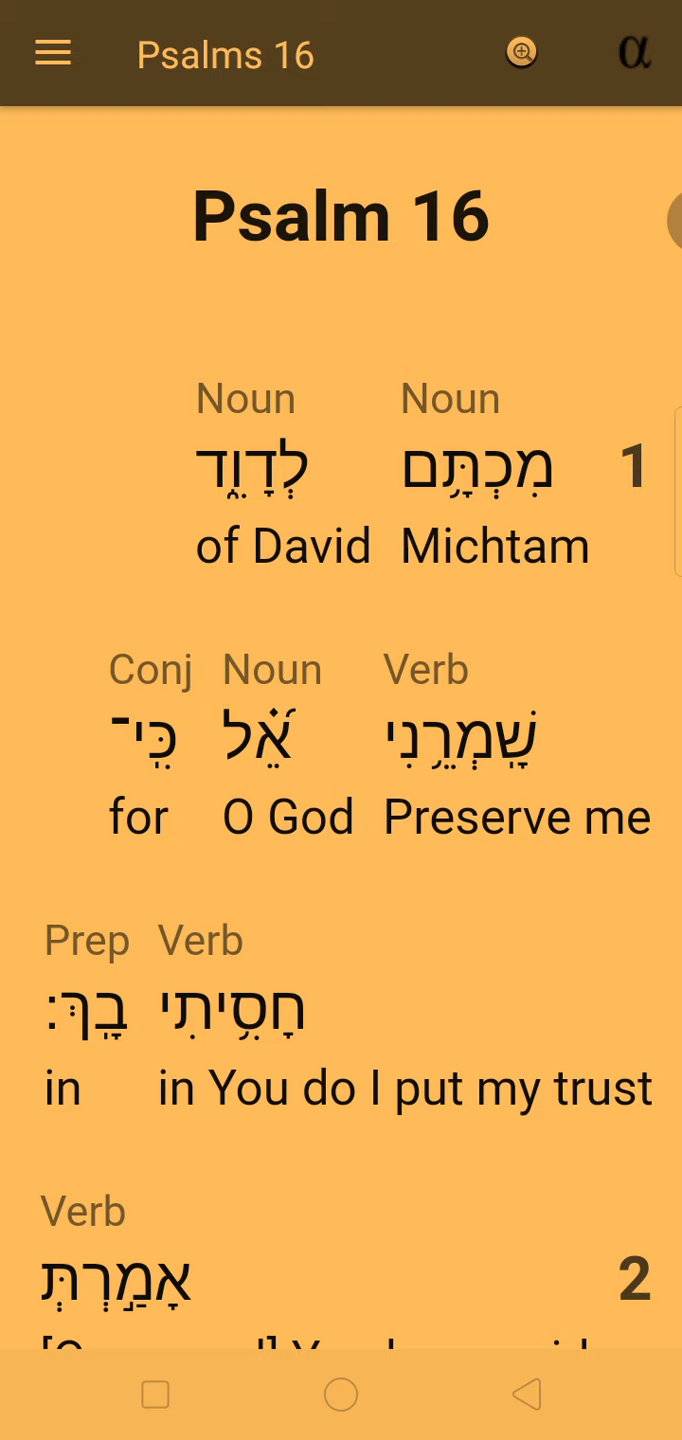 Psalms 16 α
Psalm 16
Noun Noun
1 מִכְתָּ֥ם לְדָוִ֑ד
of David Michtam
Conj Noun Verb
שָֽׁמְרֵ֥נִי אֵ֝֗ל כִּֽי־
for O God Preserve me
Prep Verb
חָסִ֥יתִי בָֽךְ׃
in in You do I put my trust
Verb
2 אָמַ֣רְתְּ